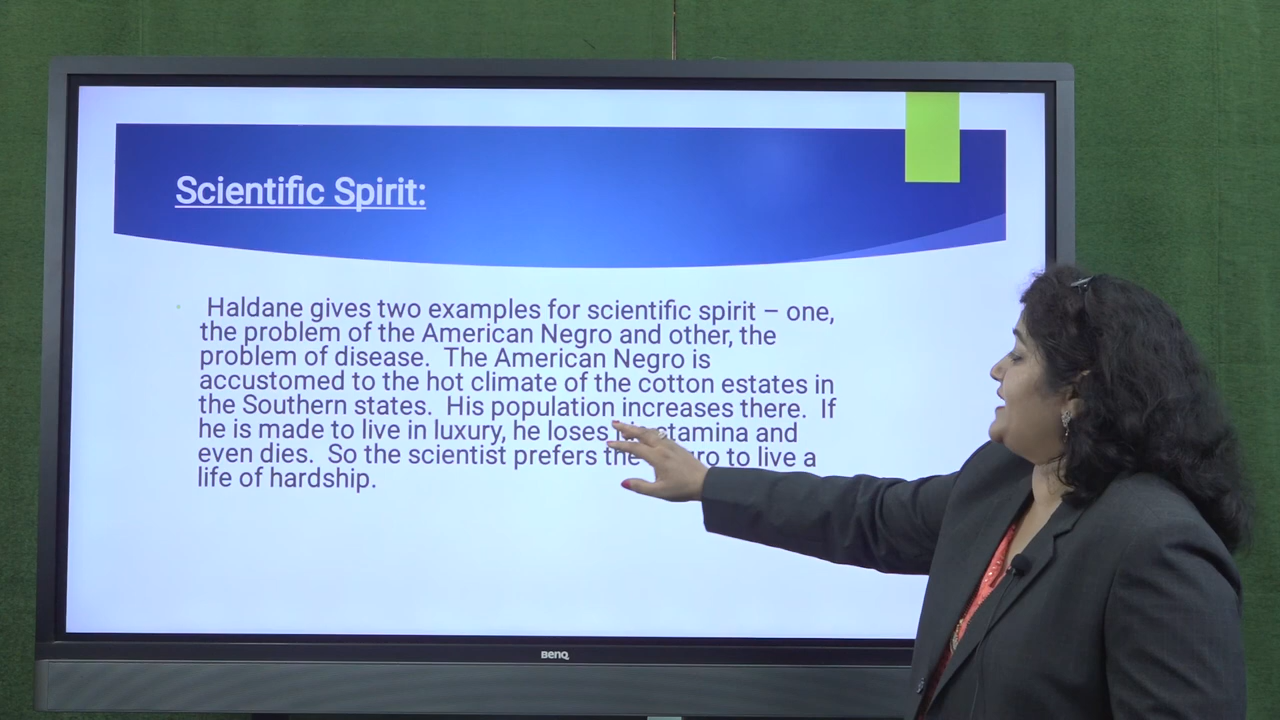 Scientific Spirit:
Haldane gives two examples for scientific spirit – one,
the problem of the American Negro and other, the
problem of disease. The American Negro is
accustomed to the hot climate of the cotton estates in
the Southern states. His population increases there. If
he is made to live in luxury, he loses stamina and
even dies. So the scientist prefers the to live a
life of hardship.
BenQ